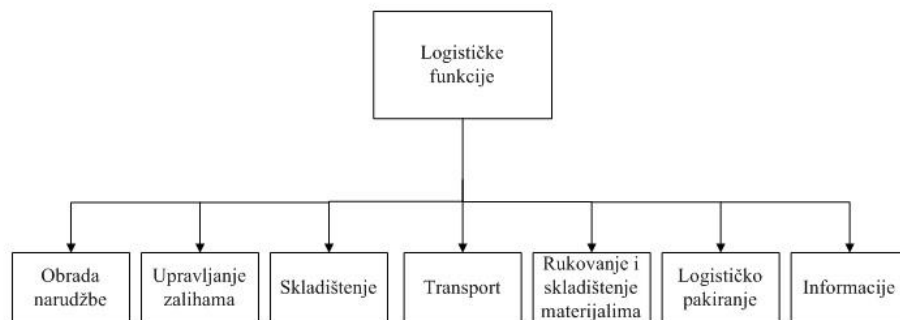 Logističke
funkcije
Obrada
narudžbe
Upravljanje
zalihama
Skladištenje
Transport
Rukovanje i
skladištenje
materijalima
Logističko
pakiranje
Informacije